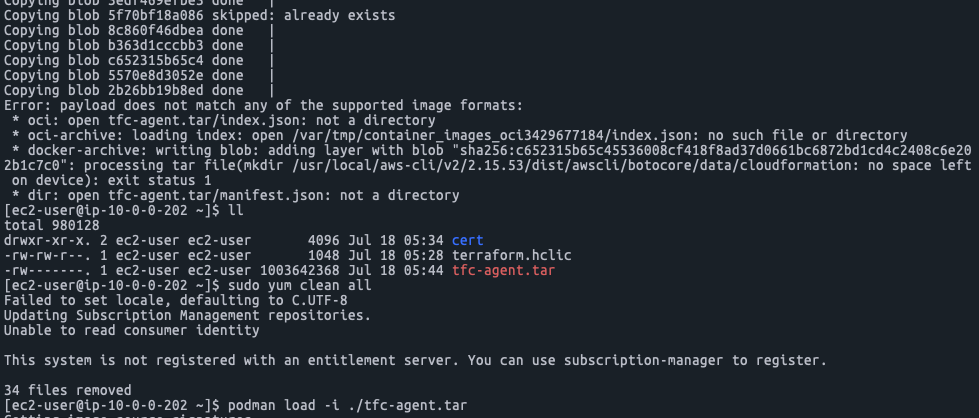 Copying blob 5f70bf18a086 skipped: already exists
Copying blob 8c860f46dbea done   |
Copying blob b363d1cccbb3 done   |
Copying blob c652315b65c4 done   |
Copying blob 5570e8d3052e done   |
Copying blob 2b26bb19b8ed done   |
Error: payload does not match any of the supported image formats:
 * oci: open tfc-agent.tar/index.json: not a directory
 * oci-archive: loading index: open /var/tmp/container_images_oci3429677184/index.json: no such file or directory
 * docker-archive: writing blob: adding layer with blob "sha256:c652315b65c45536008cf418f8ad37d0661bc6872bd1cd4c2408c6e20
2b1c7c0": processing tar file(mkdir /usr/local/aws-cli/v2/2.15.53/dist/awscli/botocore/data/cloudformation: no space left
 on device): exit status 1
 * dir: open tfc-agent.tar/manifest.json: not a directory
[ec2-user@ip-10-0-0-202 ~]$ ll
total 980128
drwxr-xr-x. 2 ec2-user ec2-user       4096 Jul 18 05:34 cert
-rw-rw-r--. 1 ec2-user ec2-user       1048 Jul 18 05:28 terraform.hclic
-rw-------. 1 ec2-user ec2-user 1003642368 Jul 18 05:44 tfc-agent.tar
[ec2-user@ip-10-0-0-202 ~]$ sudo yum clean all
Failed to set locale, defaulting to C.UTF-8
Updating Subscription Management repositories.
Unable to read consumer identity

This system is not registered with an entitlement server. You can use subscription-manager to register.

34 files removed
[ec2-user@ip-10-0-0-202 ~]$ podman load -i ./tfc-agent.tar